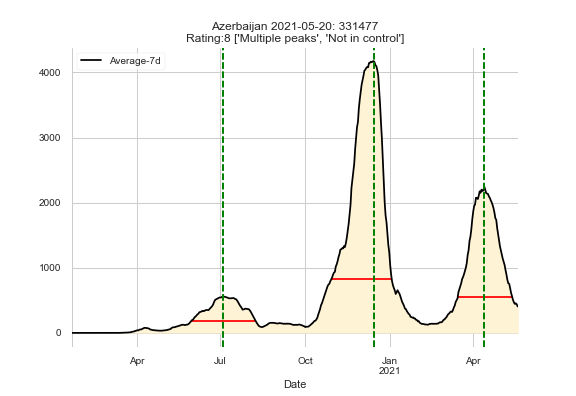 Azerbaijan 2021-05-20: 331477
Rating:8 ['Multiple peaks', 'Not in control']
Average-7d
4000
3000
2000
1000
0
Apr
Jul
Oct
Jan
2021
Apr
Date